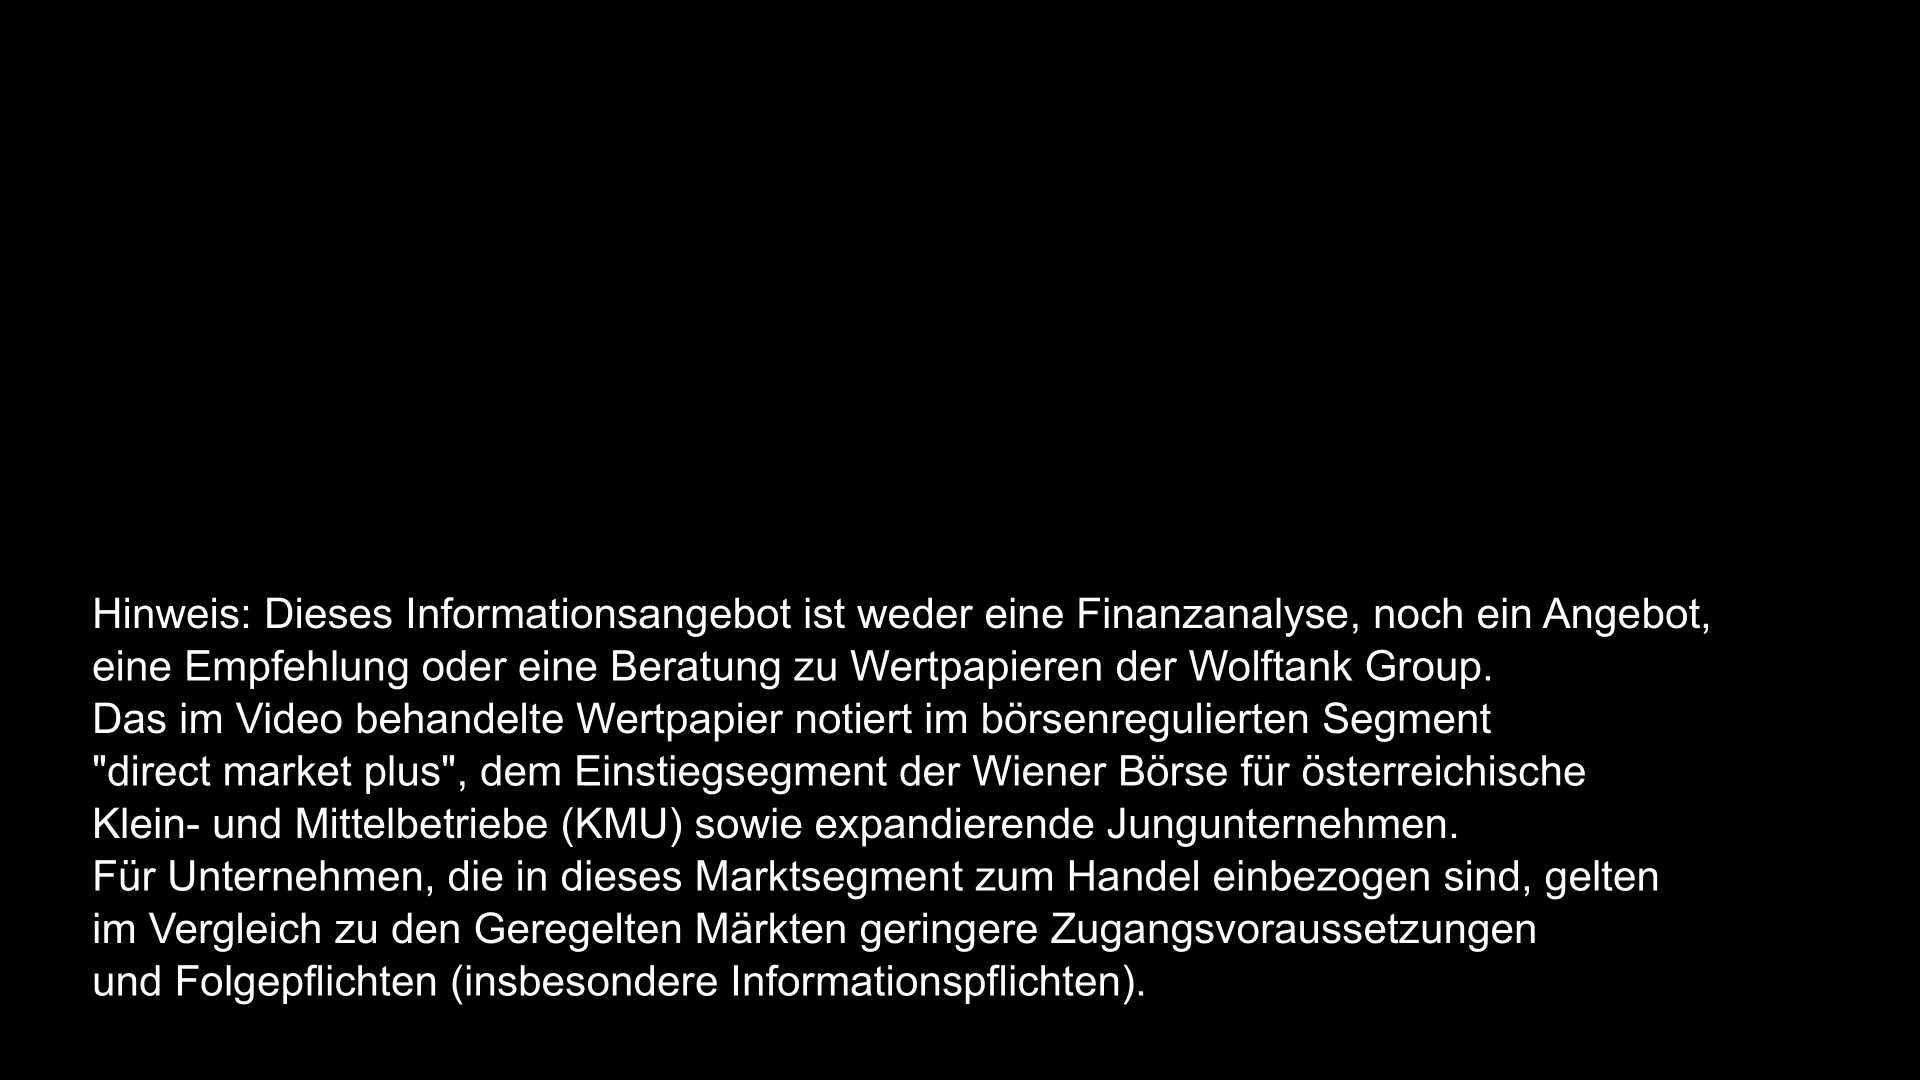 Hinweis: Dieses Informationsangebot ist weder eine Finanzanalyse, noch ein Angebot,
eine Empfehlung oder eine Beratung zu Wertpapieren der Wolftank Group.
Das im Video behandelte Wertpapier notiert im börsenregulierten Segment
"direct market plus", dem Einstiegsegment der Wiener Börse für österreichische
Klein- und Mittelbetriebe (KMU) sowie expandierende Jungunternehmen.
Für Unternehmen, die in dieses Marktsegment zum Handel einbezogen sind, gelten
im Vergleich zu den Geregelten Märkten geringere Zugangsvoraussetzungen
und Folgepflichten (insbesondere Informationspflichten).